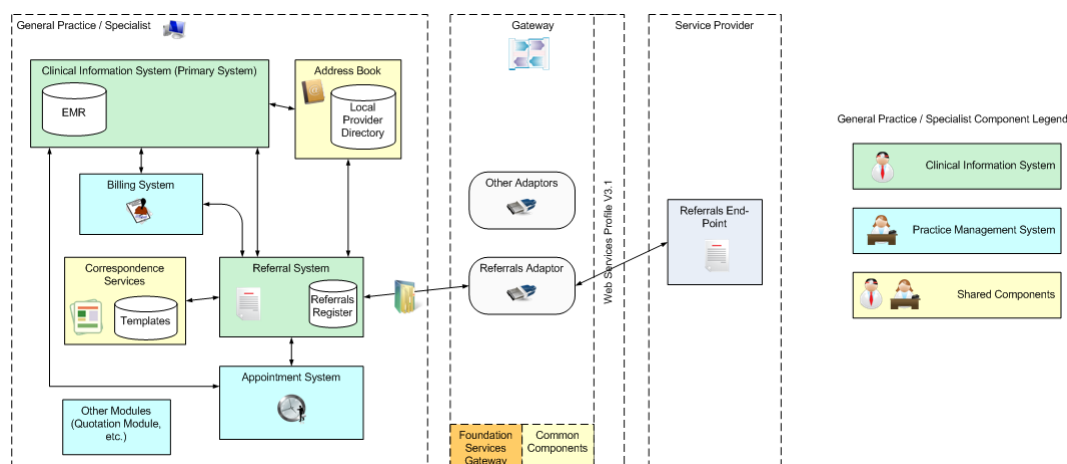 General Practice / Specialist
Gateway
Service Provider
Clinical Information System (Primary System)
EMR
Address Book
Local
Provider
Directory
General Practice / Specialist Component Legend
Clinical Information System
Billing System
Other Adaptors
Web Services Profile V3.1
Referrals End-
Point
Practice Management System
Correspondence
Services
Templates
Referral System
Referrals
Register
Referrals Adaptor
Shared Components
Appointment System
Other Modules
(Quotation Module,
etc.)
Foundation
Services
Gateway
Common
Components